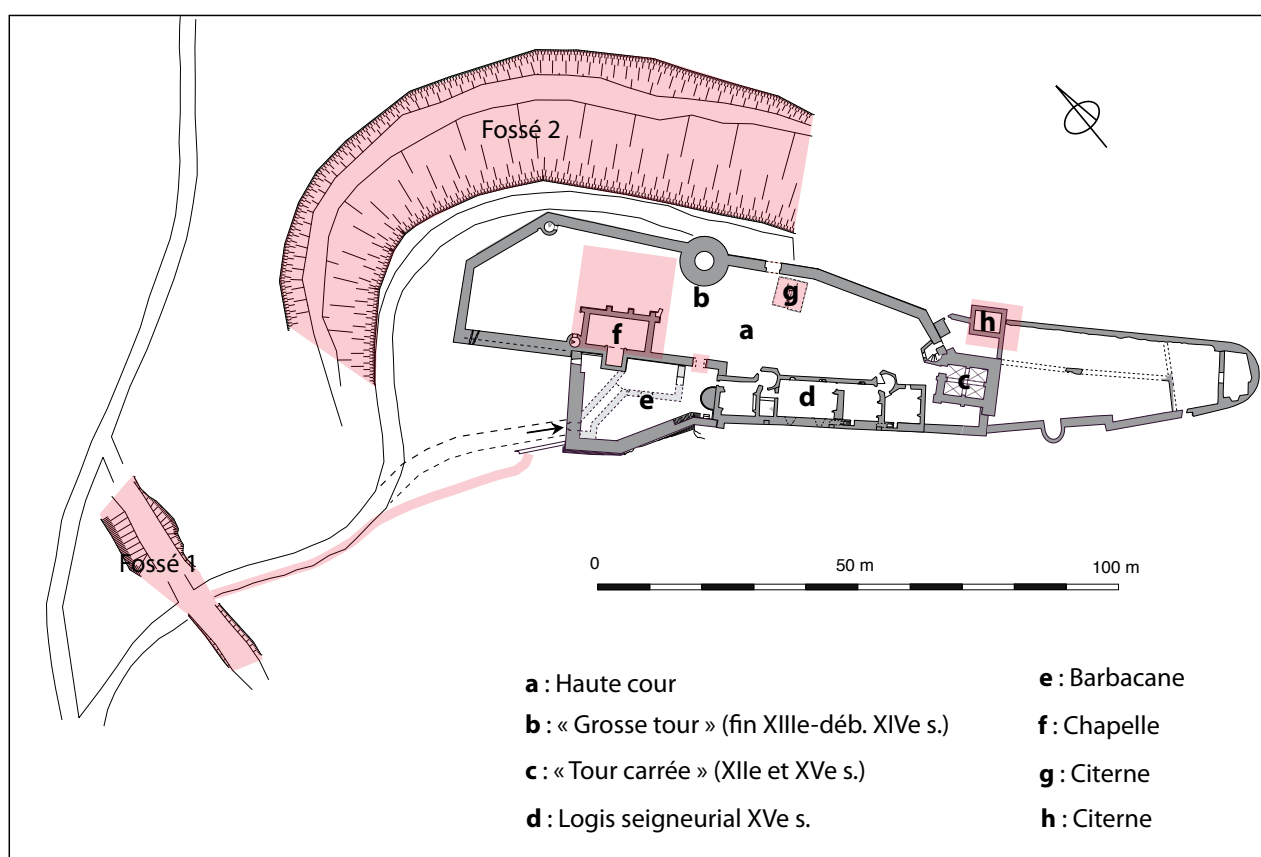 Fossé 2
b
g
h
f
a
c
d
e
Fossé 1
0 50 m 100 m
a : Haute cour
b : « Grosse tour » (fin XIIIe-déb. XIVe s.)
c : « Tour carrée » (XIIe et XVe s.)
d : Logis seigneurial XVe s.
e : Barbacane
f : Chapelle
g : Citerne
h : Citerne